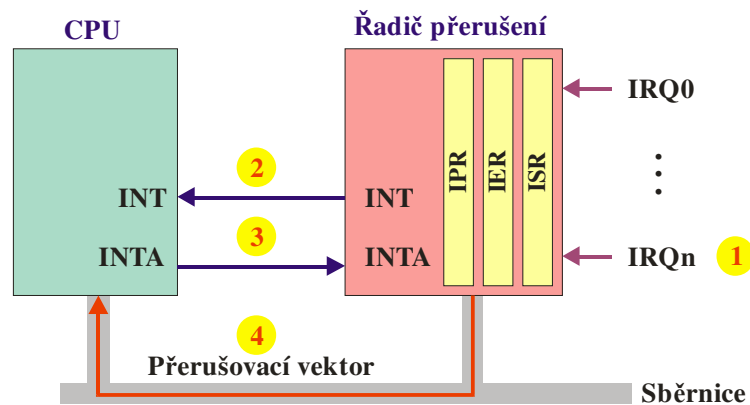 CPU
Řadič přerušení
IRQ0
IPR
IER
ISR
2
INT
INT
3
INTA
INTA
IRQn
1
4
Přerušovací vektor
Sběrnice